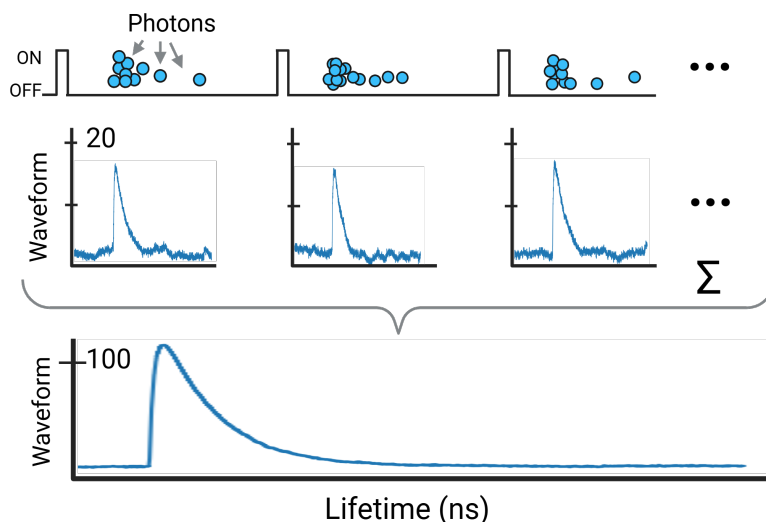 Photons
ON
OFF
•••
20
Waveform
•••
Σ
100
Waveform
Lifetime (ns)